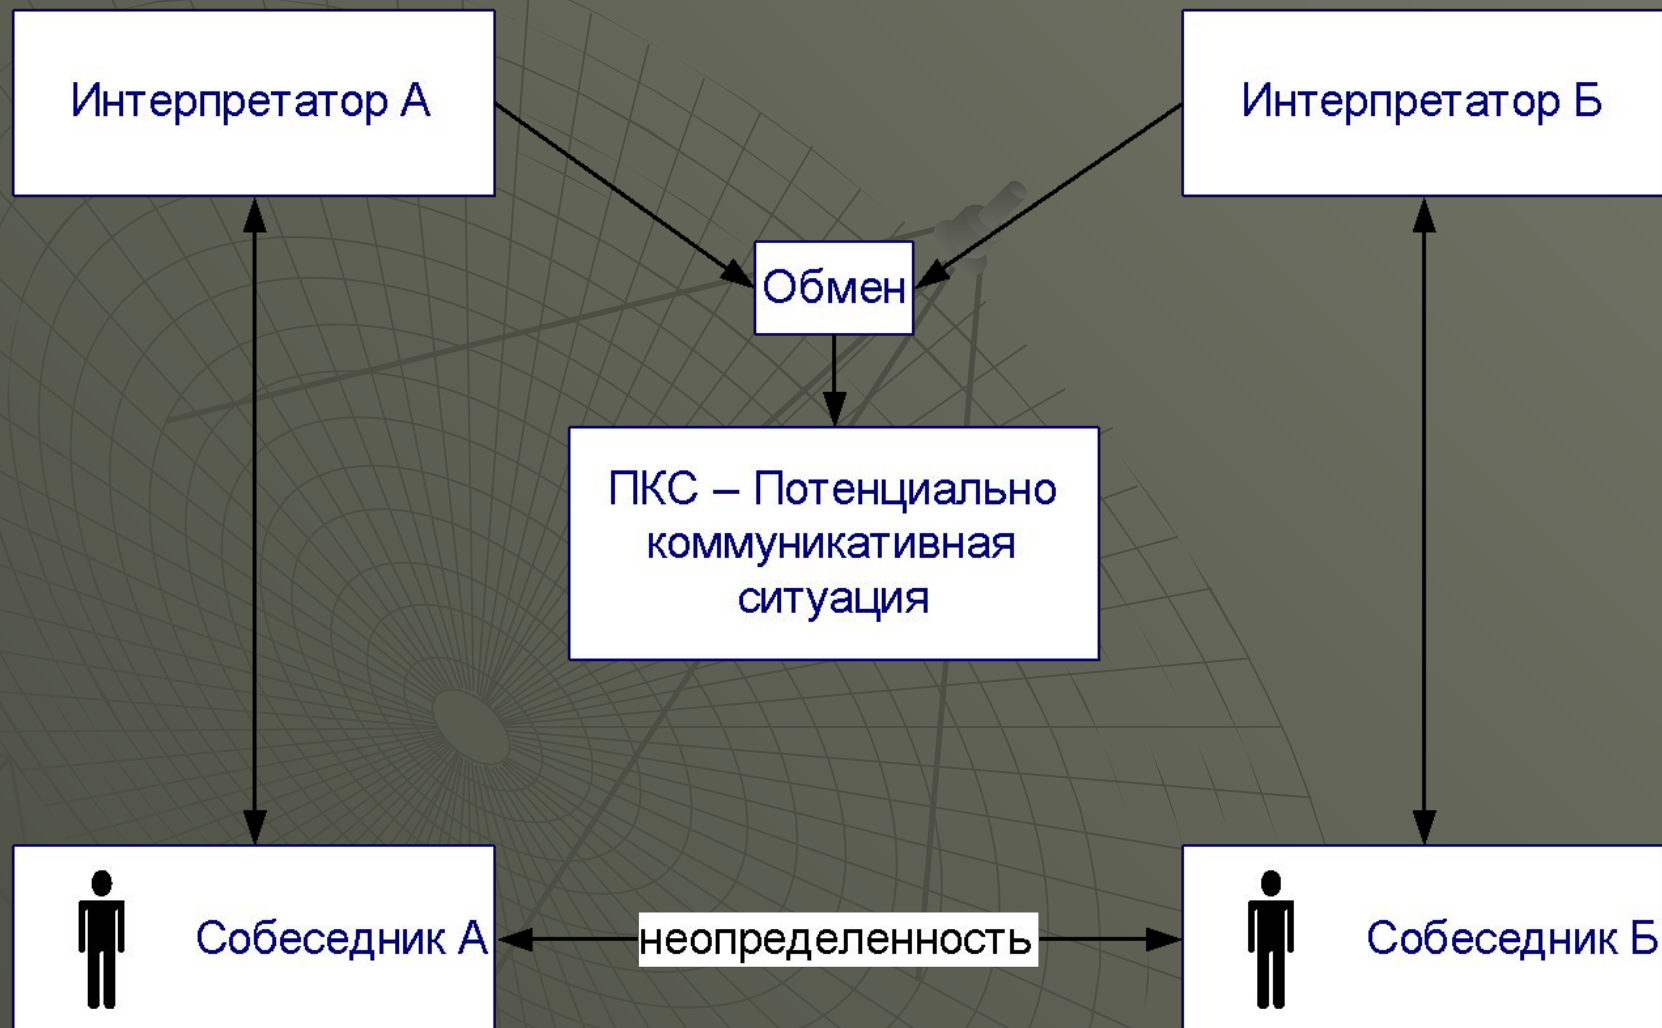 Интерпретатор А
Интерпретатор Б
Обмен
ПКС – Потенциально
коммуникативная
ситуация
Собеседник А
неопределенность
Собеседник Б